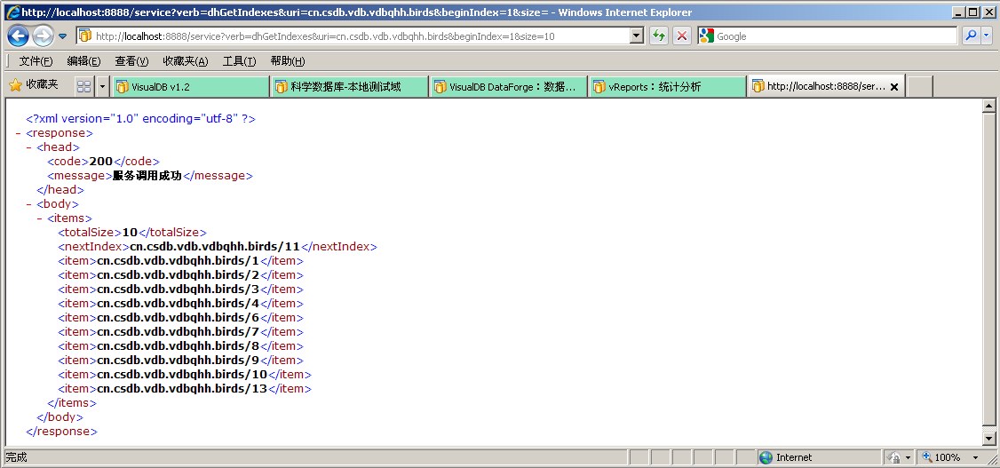 http://localhost:8888/service?verb=dhGetIndexes&uri=cn.csdb.vdb.vdbqhh.birds&beginIndex=1&size= - Windows Internet Explorer
http://localhost:8888/service?verb=dhGetIndexes&uri=cn.csdb.vdb.vdbqhh.birds&beginIndex=1&size=10 Google
文件(F) 编辑(E) 查看(V) 收藏夹(A) 工具(T) 帮助(H)
收藏夹 VisualDB v1.2 科学数据库-本地测试域 VisualDB DataForge：数据... vReports：统计分析 http://localhost:8888/ser...
<?xml version="1.0" encoding="utf-8" ?>
- <response>
- <head>
<code>200</code>
<message>服务调用成功</message>
</head>
- <body>
- <items>
<totalSize>10</totalSize>
<nextIndex>cn.csdb.vdb.vdbqhh.birds/11</nextIndex>
<item>cn.csdb.vdb.vdbqhh.birds/1</item>
<item>cn.csdb.vdb.vdbqhh.birds/2</item>
<item>cn.csdb.vdb.vdbqhh.birds/3</item>
<item>cn.csdb.vdb.vdbqhh.birds/4</item>
<item>cn.csdb.vdb.vdbqhh.birds/6</item>
<item>cn.csdb.vdb.vdbqhh.birds/7</item>
<item>cn.csdb.vdb.vdbqhh.birds/8</item>
<item>cn.csdb.vdb.vdbqhh.birds/9</item>
<item>cn.csdb.vdb.vdbqhh.birds/10</item>
<item>cn.csdb.vdb.vdbqhh.birds/13</item>
</items>
</body>
</response>
完成 Internet 100%